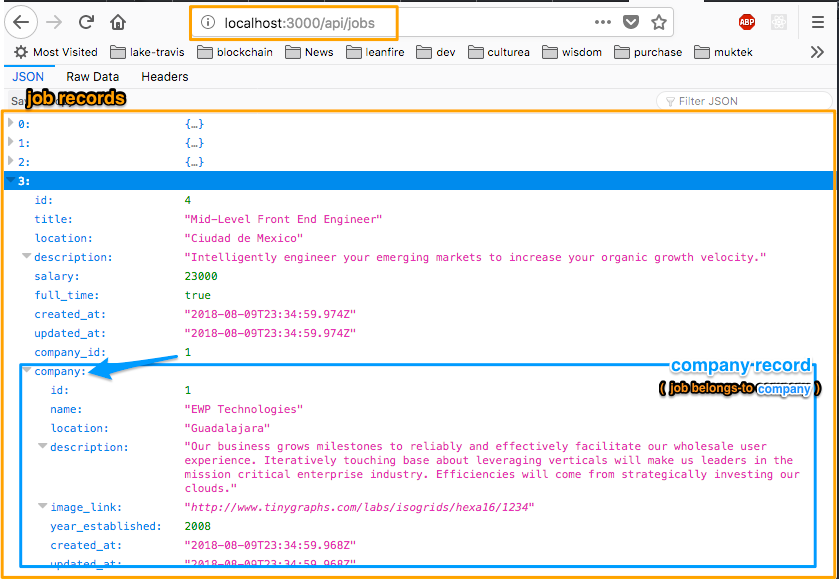 localhost:3000/api/jobs
ABP
Most Visited lake-travis blockchain News leanfire dev culturea wisdom purchase muktek
JSON Raw Data Headers
job records
Filter JSON
0: {…}
1: {…}
2: {…}
3:
id: 4
title: "Mid-Level Front End Engineer"
location: "Ciudad de Mexico"
description: "Intelligently engineer your emerging markets to increase your organic growth velocity."
salary: 23000
full_time: true
created_at: "2018-08-09T23:34:59.974Z"
updated_at: "2018-08-09T23:34:59.974Z"
company_id: 1
company record
company:
( job belongs-to company )
id: 1
name: "EWP Technologies"
location: "Guadalajara"
description: "Our business grows milestones to reliably and effectively facilitate our wholesale user
experience. Iteratively touching base about leveraging verticals will make us leaders in the
mission critical enterprise industry. Efficiencies will come from strategically investing our
clouds."
image_link: "http://www.tinygraphs.com/labs/isogrids/hexa16/1234"
year_established: 2008
created_at: "2018-08-09T23:34:59.968Z"
updated_at: "2018-08-09T23:34:59.968Z"